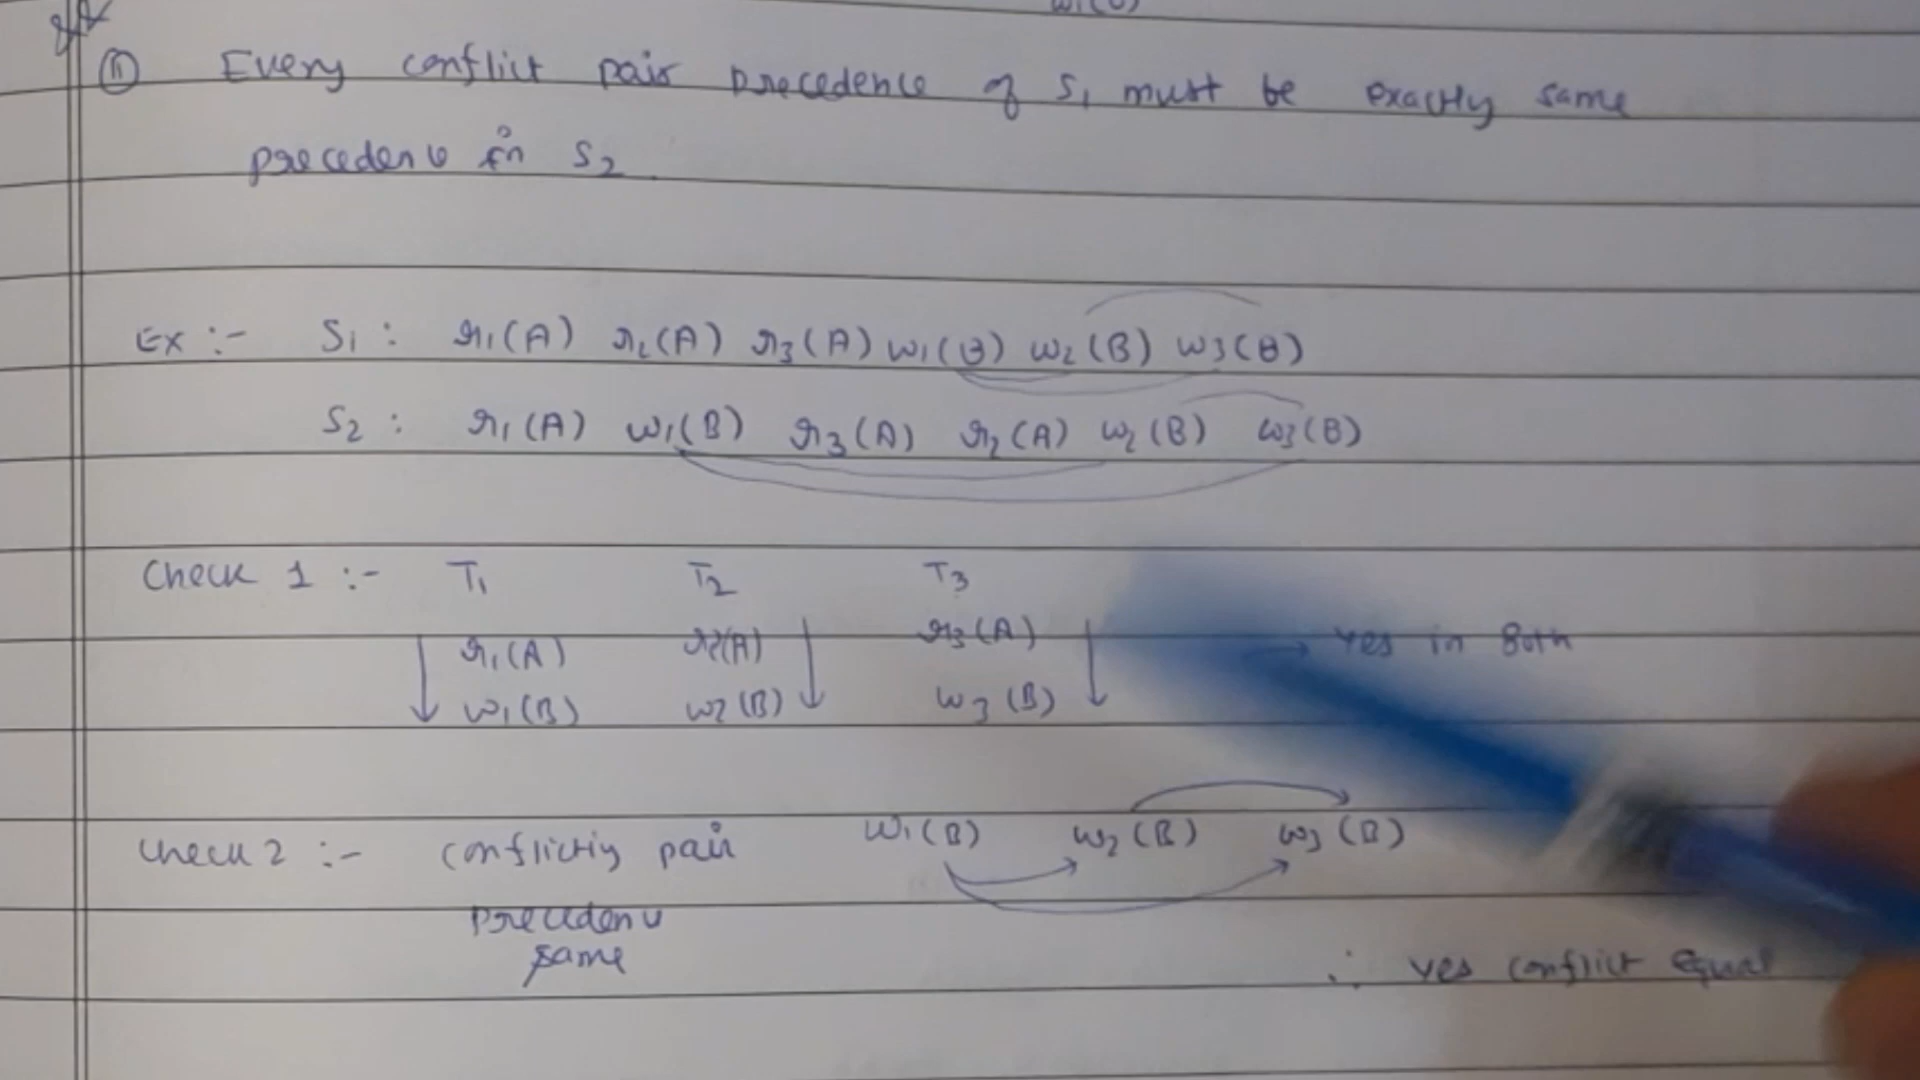 (ii) Every conflict pair precedence of S1 must be exactly same
precedence in S2
Ex :- S1 : r1(A) r2(A) r3(A) w1(B) w2(B) w3(B)
S2 : r1(A) w1(B) r3(A) r2(A) w2(B) w3(B)
Check 1 :- T1 T2 T3
r1(A) r2(A) r3(A) → yes in Both
w1(B) w2(B) w3(B)
Check 2 :- Conflicting pair w1(B) w2(B) w3(B)
Precedence
same
∴ yes conflict Equal